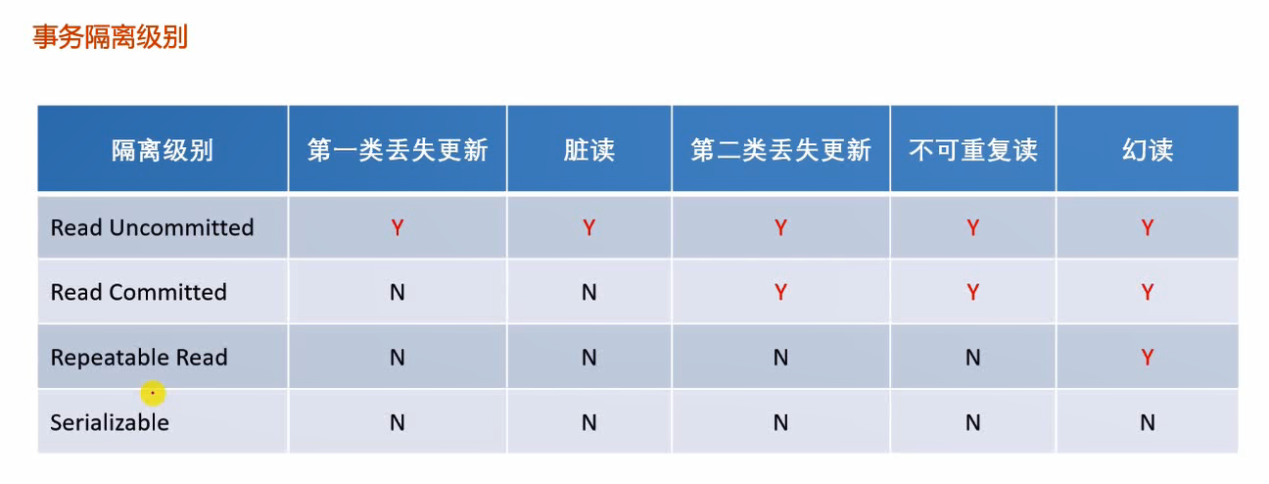 事务隔离级别
隔离级别 第一类丢失更新 脏读 第二类丢失更新 不可重复读 幻读
Read Uncommitted Y Y Y Y Y
Read Committed N N Y Y Y
Repeatable Read N N N N Y
Serializable N N N N N